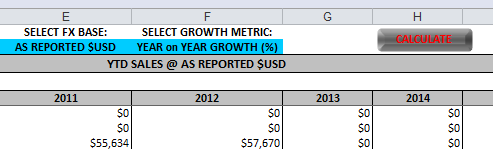 E F G H
SELECT FX BASE: SELECT GROWTH METRIC:
CALCULATE
AS REPORTED $USD YEAR on YEAR GROWTH (%)
YTD SALES @ AS REPORTED $USD
2011 2012 2013 2014
$0 $0 $0 $0
$0 $0 $0 $0
$55,634 $57,670 $0 $0